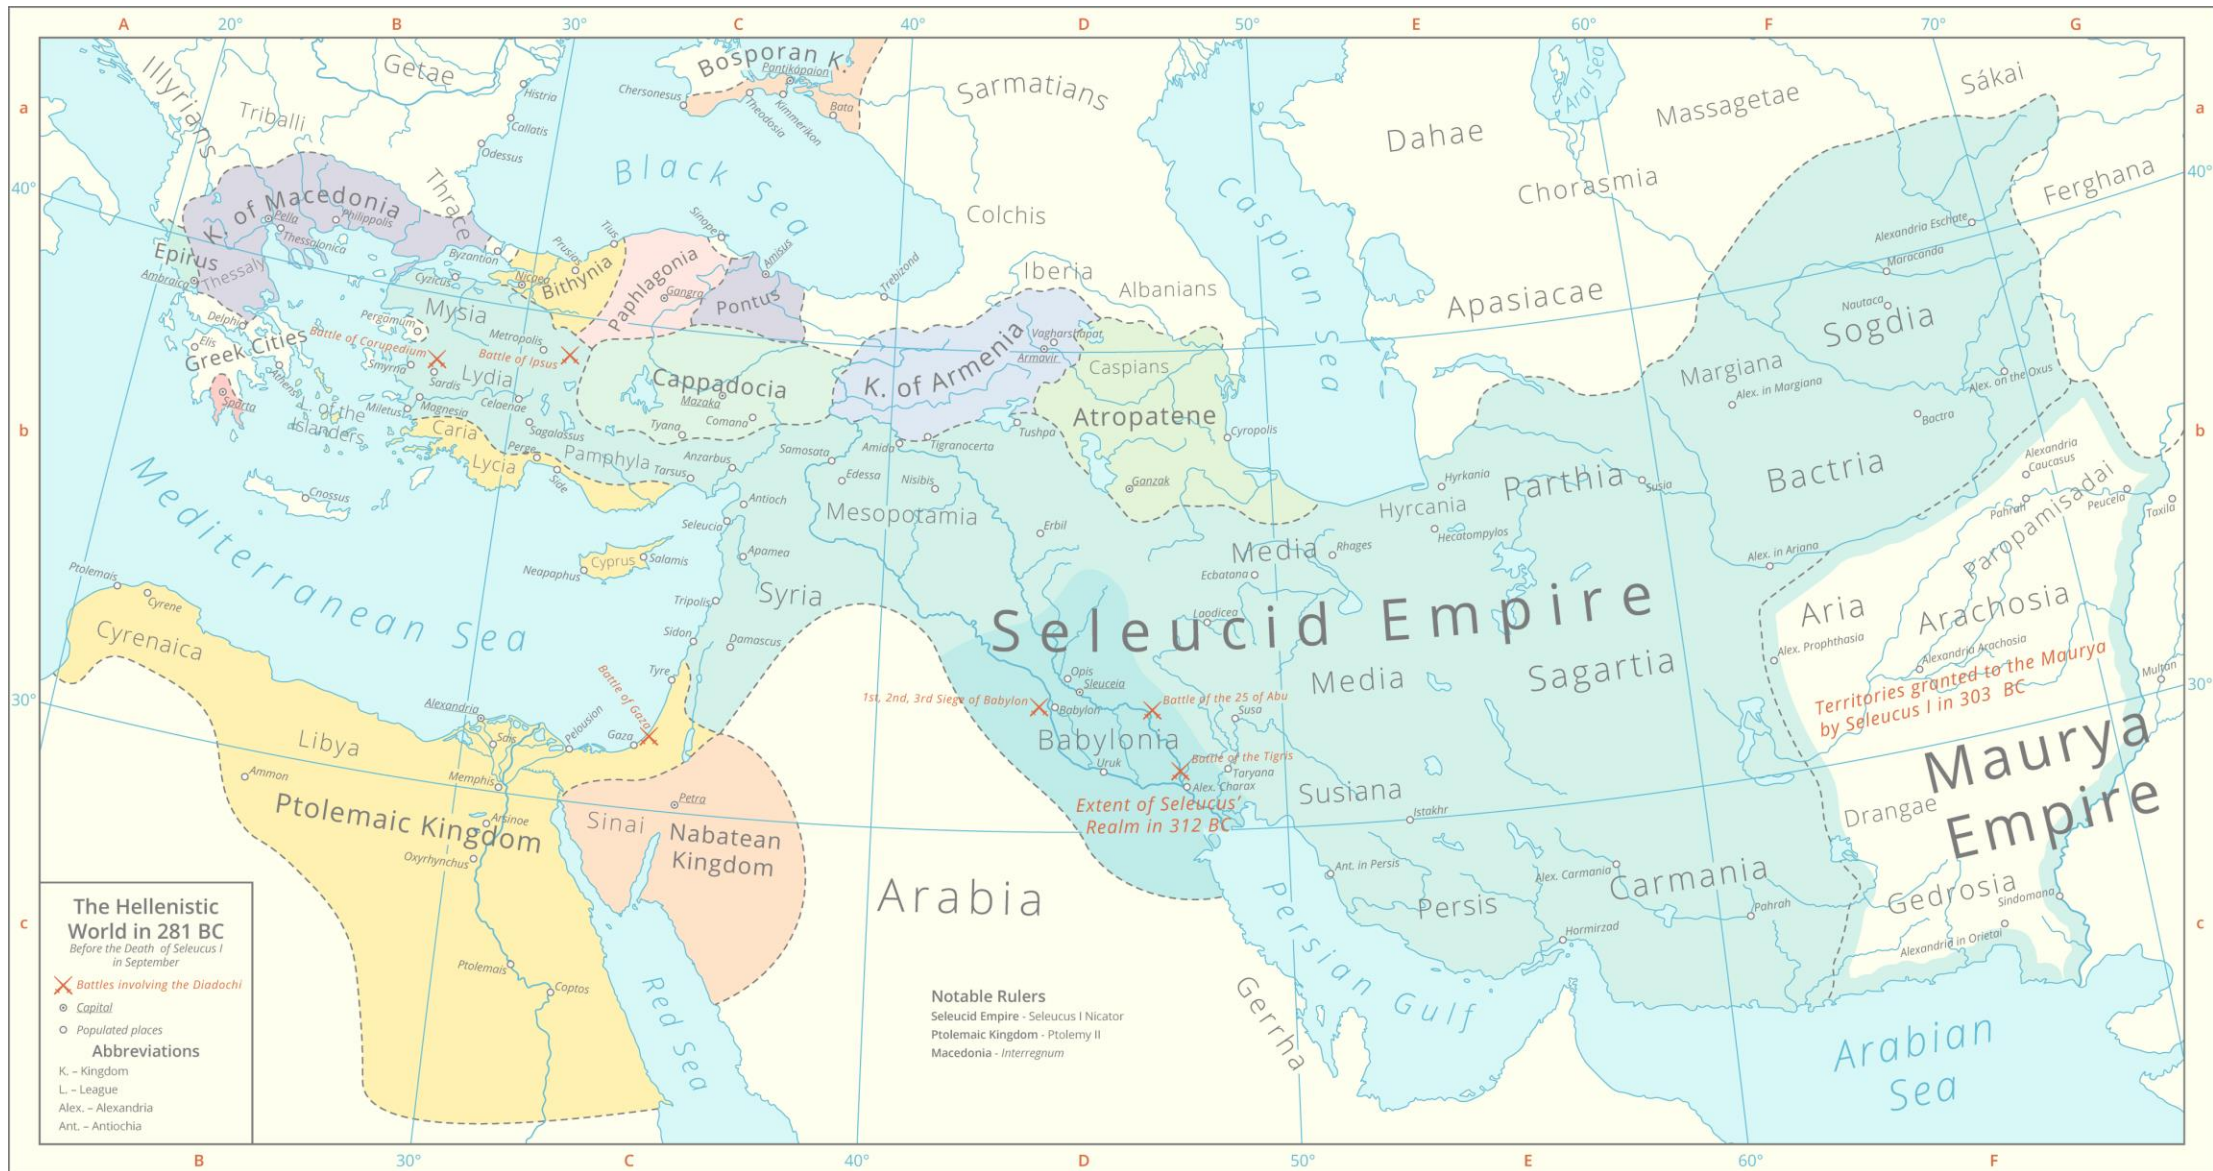 A
20°
B
30°
C
40°
D
50°
E
60°
F
70°
G
a
a
40°
40°
b
b
30°
30°
c
c
Illyrians
Getae
Triballi
Histria
Callatis
Odessus
Thrace
Bosporan K.
Pantikápaion
Chersonesus
Theodosia
Kimmerikon
Bata
Sarmatians
Black Sea
Colchis
Caspian Sea
Aral Sea
Dahae
Massagetae
Sákai
Chorasmia
Ferghana
Apasiacae
K. of Macedonia
Pella
Philippolis
Thessalonica
Epirus
Ambraica
Thessaly
Delphi
Elis
Greek Cities
Athens
Sparta
L. of the
Islanders
Cnossus
Byzantion
Cyzicus
Nicaea
Prusias
Tius
Bithynia
Paphlagonia
Gangra
Sinope
Amisus
Pontus
Trebizond
Mysia
Pergamum
Metropolis
Battle of Corupedium
Battle of Ipsus
Smyrna
Sardis
Lydia
Miletus
Magnesia
Celaenae
Sagalassus
Caria
Lycia
Perge
Side
Pamphyla
Cappadocia
Mazaka
Comana
Tyana
Tarsus
Anzarbus
Iberia
Albanians
K. of Armenia
Vagharshapat
Armavir
Caspians
Atropatene
Tushpa
Cyropolis
Ganzak
Samosata
Amida
Tigranocerta
Edessa
Nisibis
Mesopotamia
Erbil
Antioch
Seleucia
Apamea
Cyprus
Salamis
Neapaphus
Tripolis
Syria
Sidon
Damascus
Tyre
Mediterranean Sea
Ptolemais
Cyrene
Cyrenaica
Libya
Ammon
Alexandria
Sais
Pelousion
Gaza
Battle of Gaza
Memphis
Ptolemaic Kingdom
Arsinoe
Oxyrhynchus
Ptolemais
Coptos
Petra
Sinai
Nabatean
Kingdom
Red Sea
Arabia
Seleucid Empire
Media
Rhages
Ecbatana
Laodicea
Hyrkania
Hyrcania
Hecatompylos
Parthia
Susia
Margiana
Alex. in Margiana
Sogdia
Alexandria Eschate
Maracanda
Nautaca
Alex. on the Oxus
Bactra
Bactria
Alex. in Ariana
Media
Sagartia
Opis
Sleuceia
Babylon
1st, 2nd, 3rd Siege of Babylon
Battle of the 25 of Abu
Susa
Babylonia
Uruk
Battle of the Tigris
Taryana
Alex. Charax
Extent of Seleucus'
Realm in 312 BC
Susiana
Istakhr
Ant. in Persis
Persis
Alex. Carmania
Carmania
Pahrah
Hormirzad
Persian Gulf
Gerrha
Alexandria
Caucasus
Pahrah
Peucela
Taxila
Paropamisadai
Aria
Arachosia
Alex. Prophthasia
Alexandria Arachosia
Multan
Territories granted to the Maurya
by Seleucus I in 303 BC
Maurya
Empire
Drangae
Gedrosia
Sindomana
Alexandria in Orietai
Arabian
Sea
The Hellenistic
World in 281 BC
Before the Death of Seleucus I
in September
Battles involving the Diadochi
Capital
Populated places
Abbreviations
K. – Kingdom
L. – League
Alex. – Alexandria
Ant. – Antiochia
Notable Rulers
Seleucid Empire - Seleucus I Nicator
Ptolemaic Kingdom - Ptolemy II
Macedonia - Interregnum
B
30°
C
40°
D
50°
E
60°
F